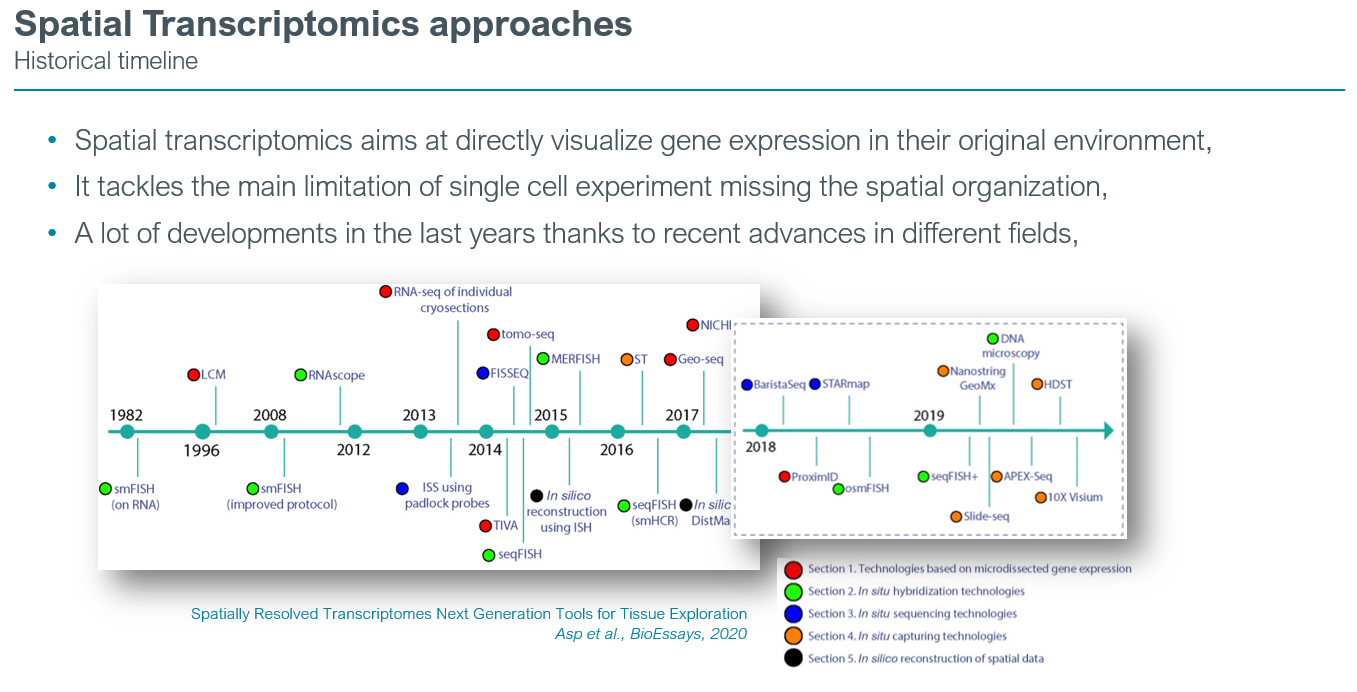 Spatial Transcriptomics approaches
Historical timeline
• Spatial transcriptomics aims at directly visualize gene expression in their original environment,
• It tackles the main limitation of single cell experiment missing the spatial organization,
• A lot of developments in the last years thanks to recent advances in different fields,
RNA-seq of individual
cryosections
tomo-seq
NICHE
MERFISH
ST
Geo-seq
FISSEQ
LCM
RNAscope
1982
2008
2013
2015
2017
1996
2012
2014
2016
smFISH
(on RNA)
smFISH
(improved protocol)
ISS using
padlock probes
TIVA
seqFISH
In silico
reconstruction
using ISH
seqFISH
(smHCR)
In silic
DistMa
DNA
microscopy
Nanostring
GeoMx
HDST
BaristaSeq
STARmap
2019
2018
ProximID
osmFISH
seqFISH+
APEX-Seq
10X Visium
Slide-seq
Section 1. Technologies based on microdissected gene expression
Section 2. In situ hybridization technologies
Section 3. In situ sequencing technologies
Section 4. In situ capturing technologies
Section 5. In silico reconstruction of spatial data
Spatially Resolved Transcriptomes Next Generation Tools for Tissue Exploration
Asp et al., BioEssays, 2020